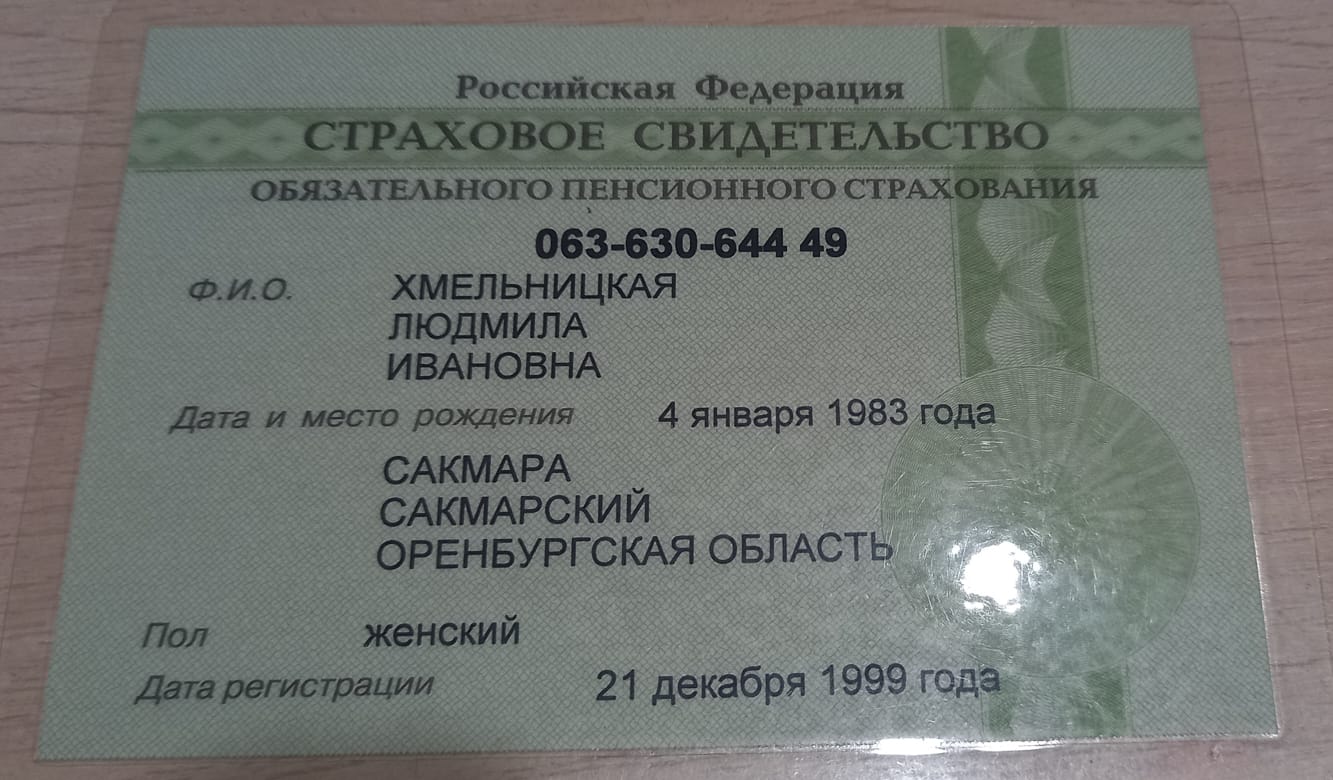 Российская Федерация
СТРАХОВОЕ СВИДЕТЕЛЬСТВО
ОБЯЗАТЕЛЬНОГО ПЕНСИОННОГО СТРАХОВАНИЯ
063-630-644 49
Ф.И.О. ХМЕЛЬНИЦКАЯ
ЛЮДМИЛА
ИВАНОВНА
Дата и место рождения 4 января 1983 года
САКМАРА
САКМАРСКИЙ
ОРЕНБУРГСКАЯ ОБЛАСТЬ
Пол женский
Дата регистрации 21 декабря 1999 года